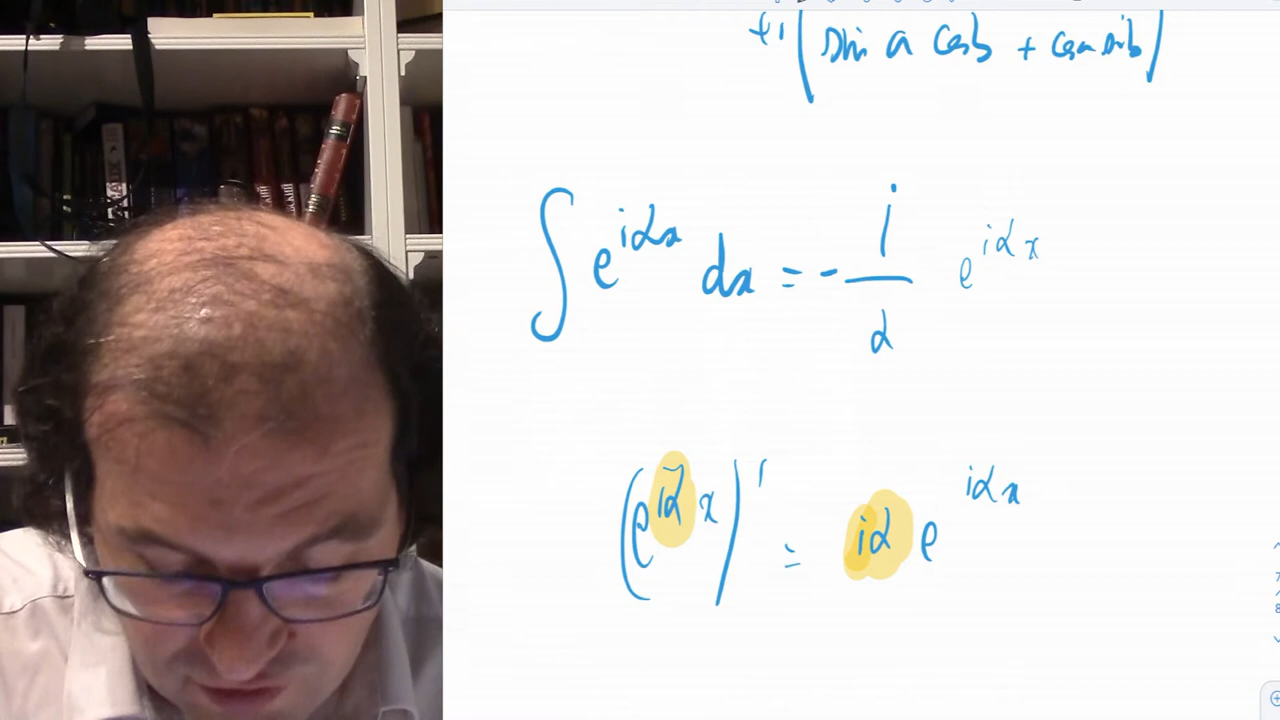 +i ( sin a cos b + cos a sin b )
∫ e^{iαx} dx = - i/α e^{iαx}
(e^{iαx})' = iα e^{iαx}